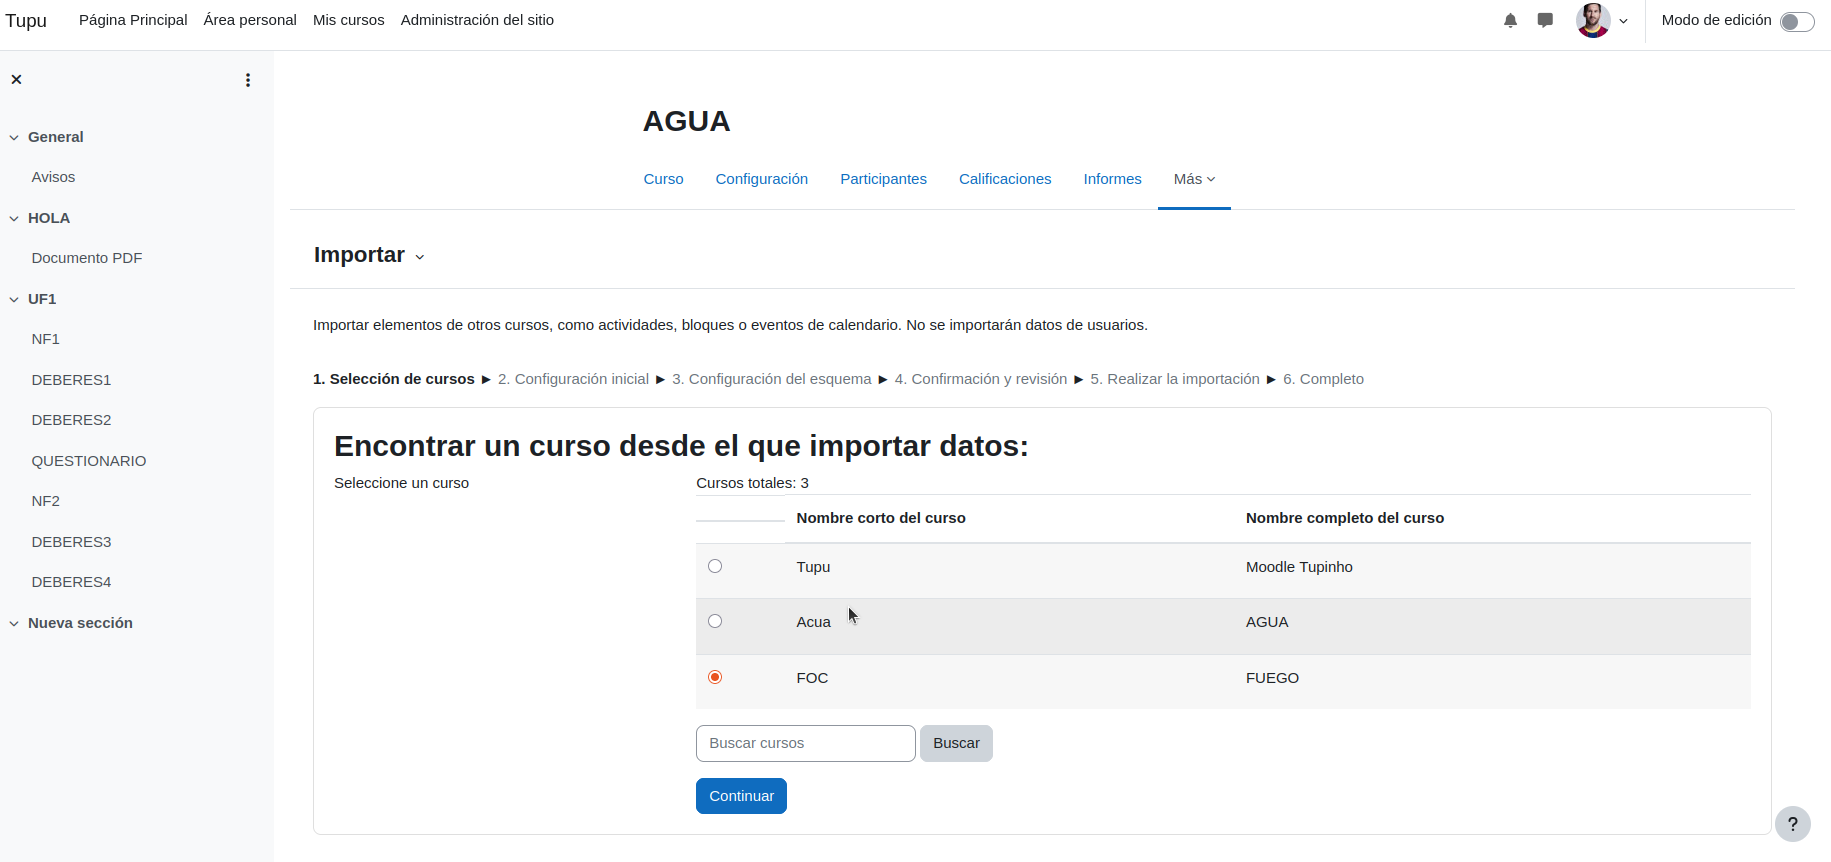 Tupu Página Principal Área personal Mis cursos Administración del sitio Modo de edición
General
Avisos
HOLA
Documento PDF
UF1
NF1
DEBERES1
DEBERES2
QUESTIONARIO
NF2
DEBERES3
DEBERES4
Nueva sección
AGUA
Curso Configuración Participantes Calificaciones Informes Más
Importar
Importar elementos de otros cursos, como actividades, bloques o eventos de calendario. No se importarán datos de usuarios.
1. Selección de cursos ► 2. Configuración inicial ► 3. Configuración del esquema ► 4. Confirmación y revisión ► 5. Realizar la importación ► 6. Completo
Encontrar un curso desde el que importar datos:
Seleccione un curso Cursos totales: 3
Nombre corto del curso Nombre completo del curso
Tupu Moodle Tupinho
Acua AGUA
FOC FUEGO
Buscar cursos Buscar
Continuar
?